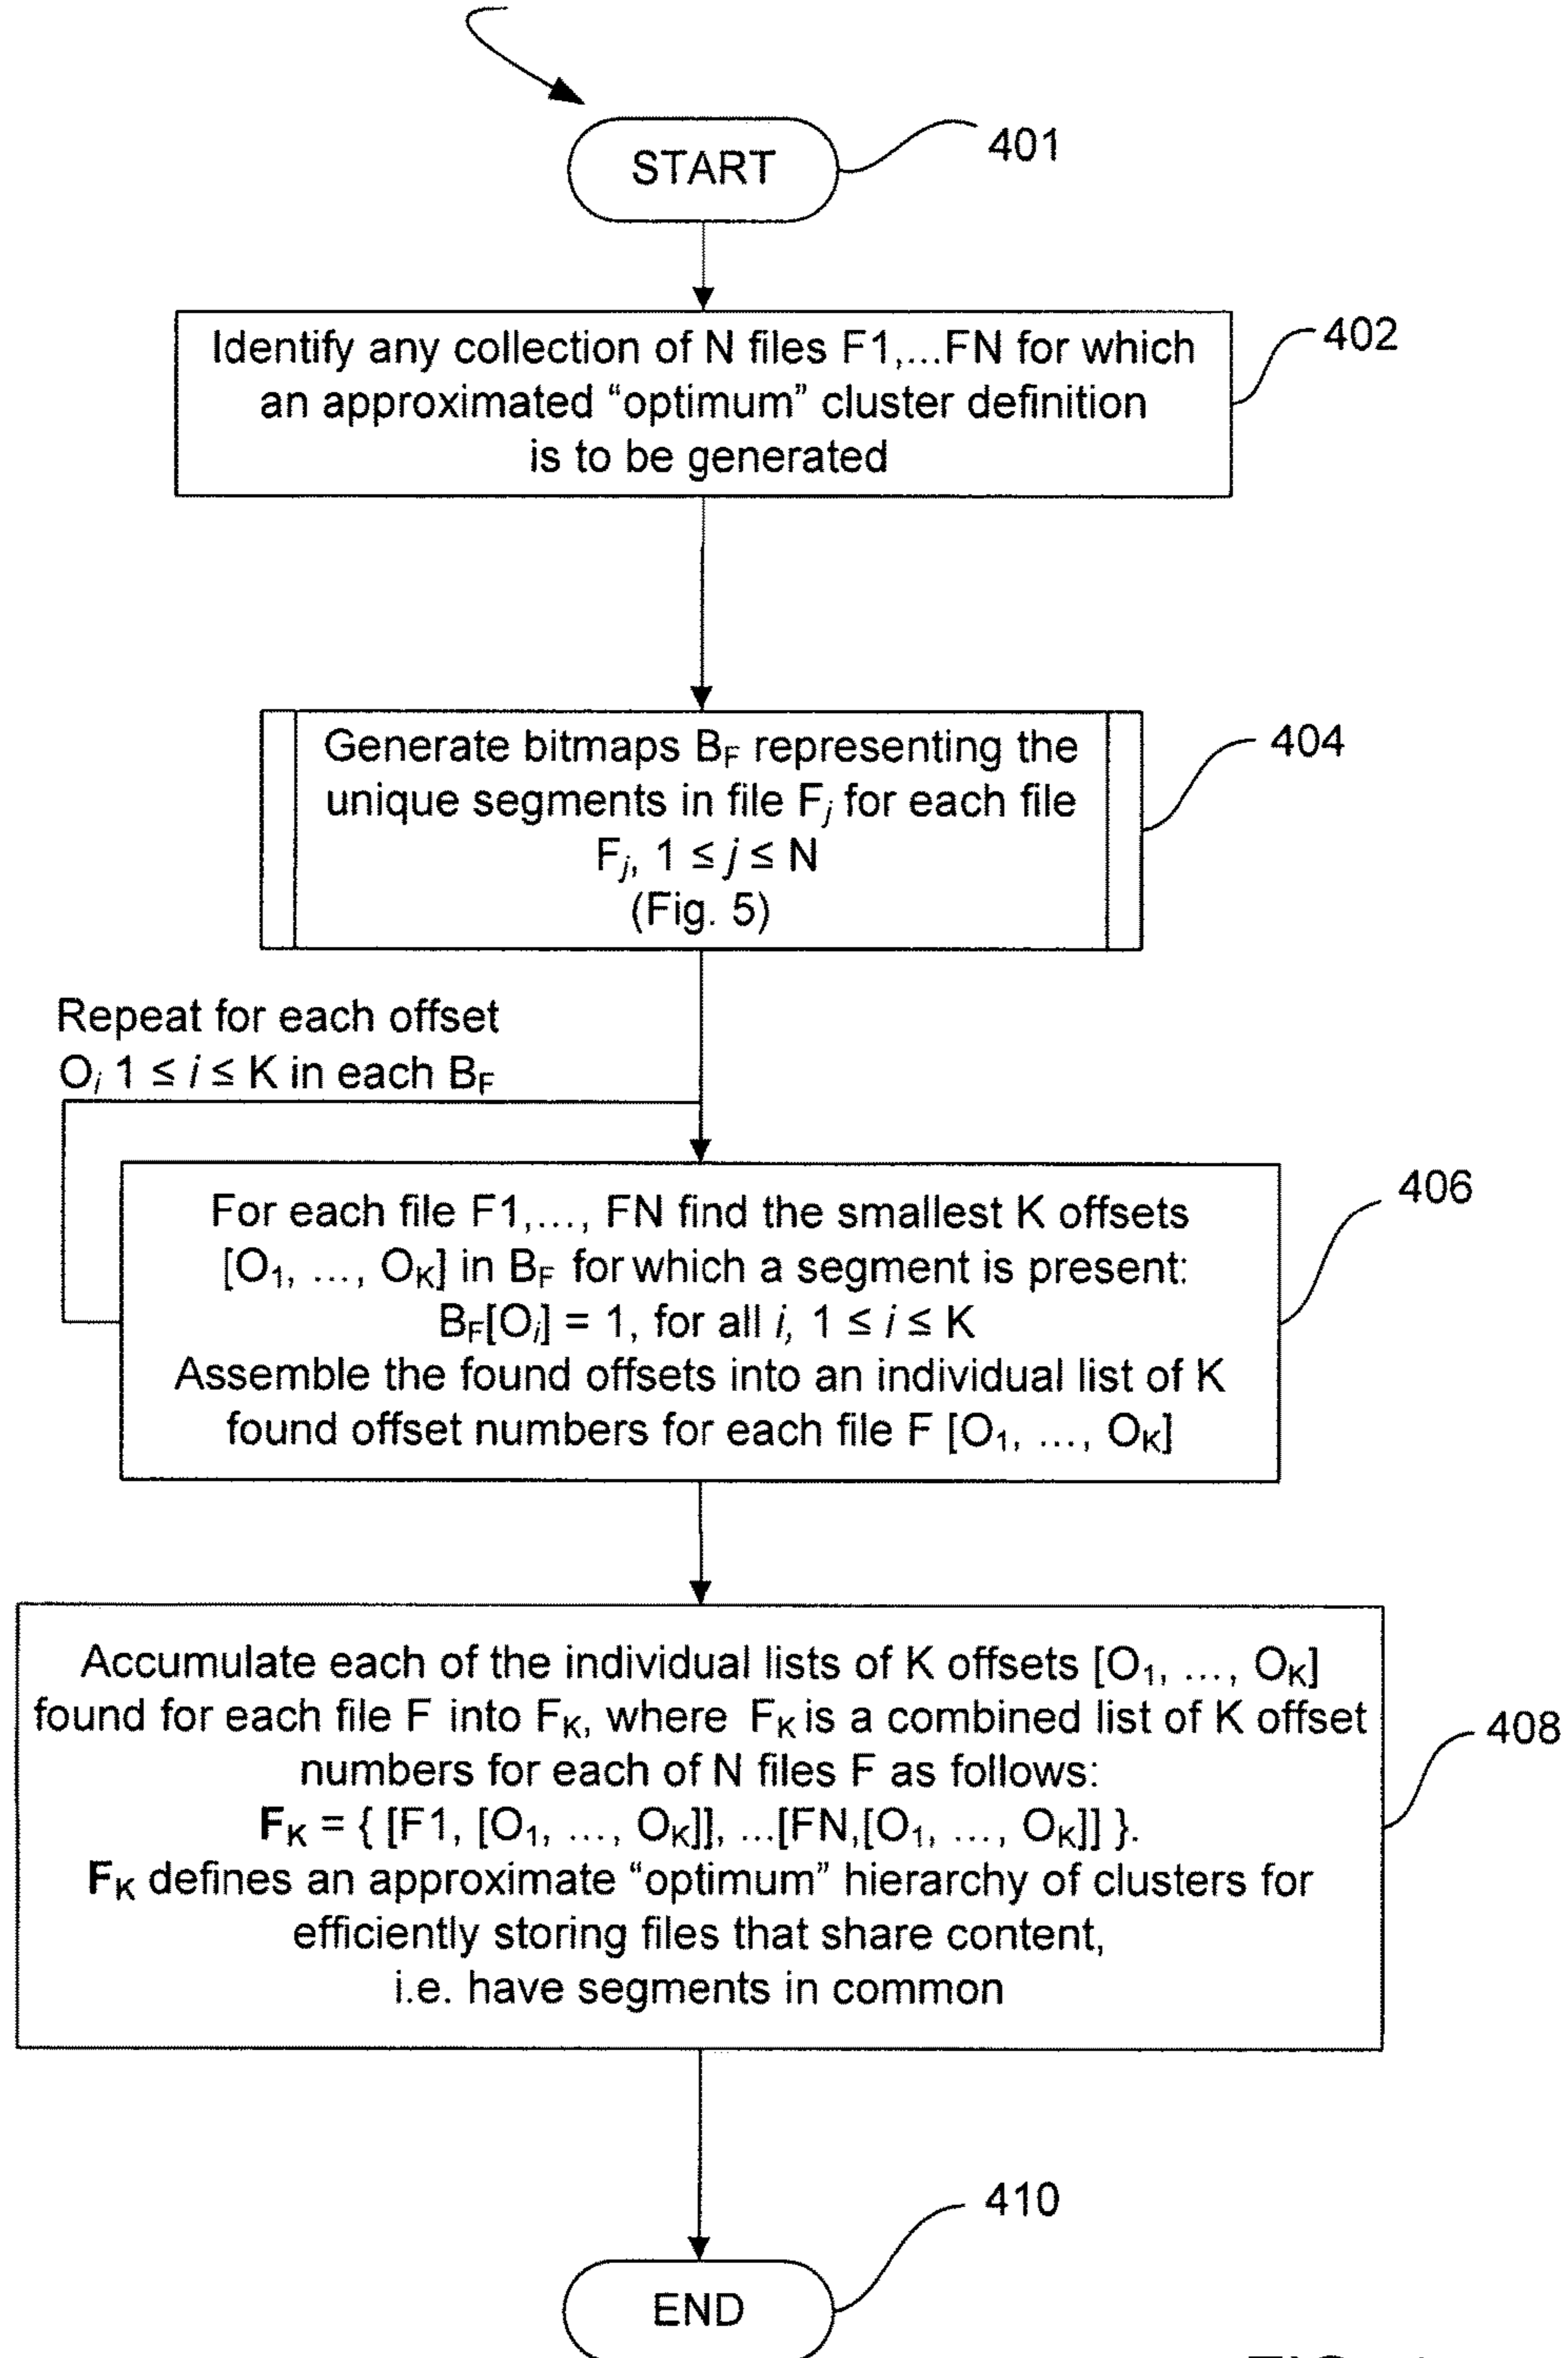 START
401
Identify any collection of N files F1,...FN for which
an approximated “optimum” cluster definition
is to be generated
402
Generate bitmaps BF representing the
unique segments in file Fj for each file
Fj, 1 ≤ j ≤ N
(Fig. 5)
404
Repeat for each offset
Oi 1 ≤ i ≤ K in each BF
For each file F1,..., FN find the smallest K offsets
[O1, ..., OK] in BF for which a segment is present:
BF[Oi] = 1, for all i, 1 ≤ i ≤ K
Assemble the found offsets into an individual list of K
found offset numbers for each file F [O1, ..., OK]
406
Accumulate each of the individual lists of K offsets [O1, ..., OK]
found for each file F into FK, where FK is a combined list of K offset
numbers for each of N files F as follows:
FK = { [F1, [O1, ..., OK]], ...[FN,[O1, ..., OK]] }.
FK defines an approximate “optimum” hierarchy of clusters for
efficiently storing files that share content,
i.e. have segments in common
408
END
410